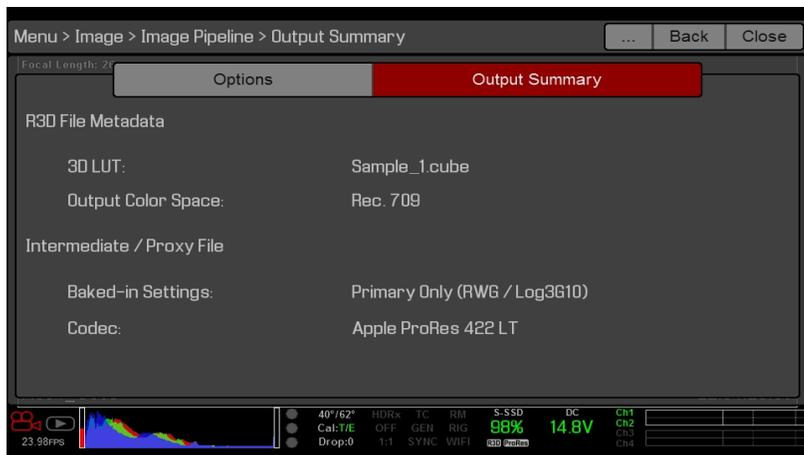 Menu > Image > Image Pipeline > Output Summary ... Back Close
Focal Length: 26
Options Output Summary
R3D File Metadata
3D LUT: Sample_1.cube
Output Color Space: Rec. 709
Intermediate / Proxy File
Baked-in Settings: Primary Only (RWG / Log3G10)
Codec: Apple ProRes 422 LT
40°/62° HDRx TC RM S-SSD DC Ch1
Cal:T/E OFF GEN RIG 98% 14.8V Ch2
Ch3
23.98FPS Drop:0 1:1 SYNC WIFI R3D ProRes Ch4